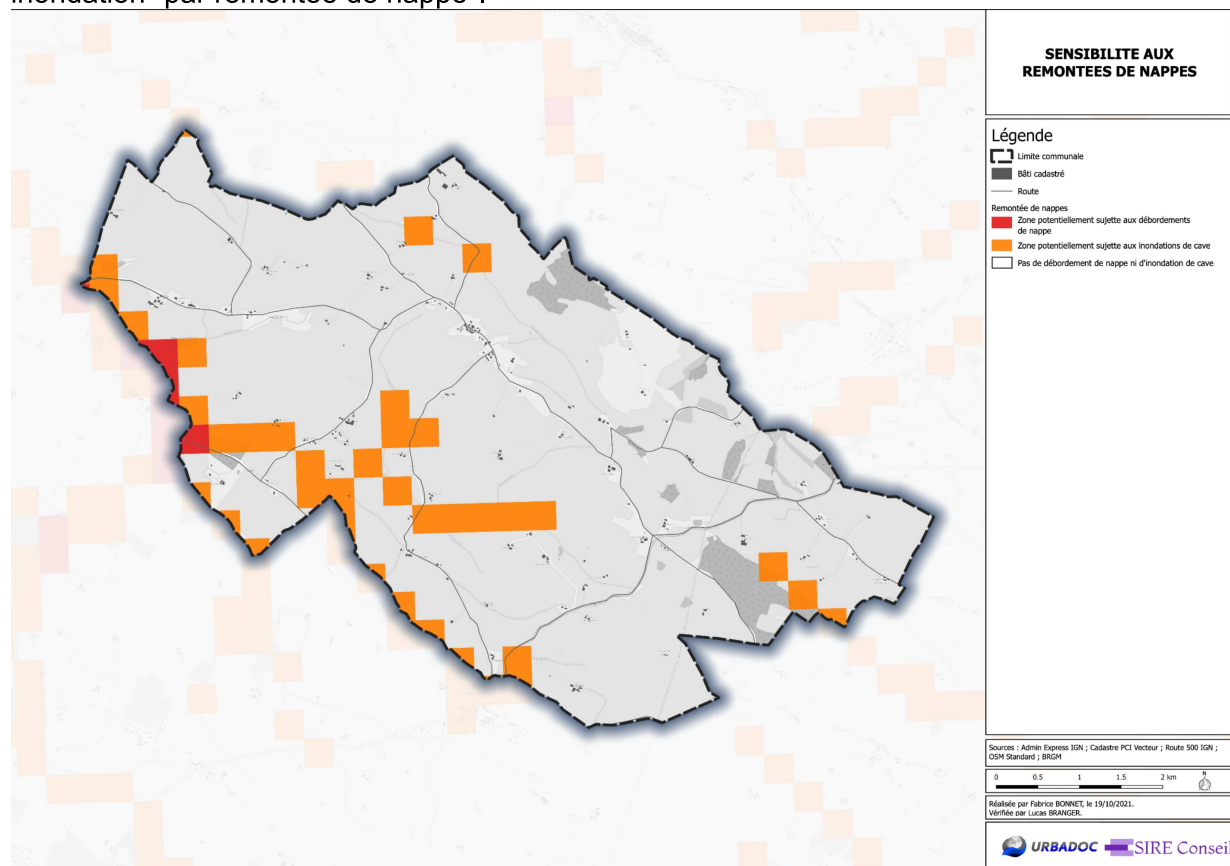 inondation" par remontée de nappe :
SENSIBILITE AUX
REMONTEES DE NAPPES
Légende
Limite communale
Bâti cadastré
Route
Remontée de nappes
Zone potentiellement sujette aux débordements
de nappe
Zone potentiellement sujette aux inondations de cave
Pas de débordement de nappe ni d'inondation de cave
Sources : Admin Express IGN ; Cadastre PCI Vecteur ; Route 500 IGN ;
OSM Standard ; BRGM
0 0.5 1 1.5 2 km
N
Réalisée par Fabrice BONNET, le 19/10/2021.
Vérifiée par Lucas BRANGER.
URBADOC SIRE Conseil